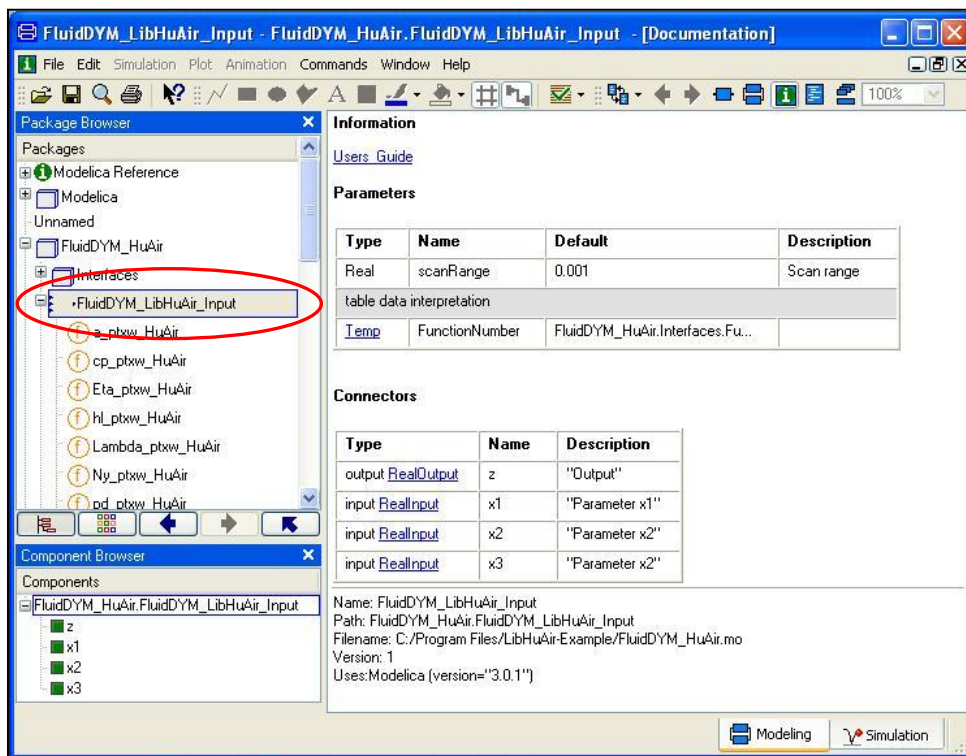 FluidDYM_LibHuAir_Input - FluidDYM_HuAir.FluidDYM_LibHuAir_Input - [Documentation]
File Edit Simulation Plot Animation Commands Window Help
100%
Package Browser
Packages
Modelica Reference
Modelica
Unnamed
FluidDYM_HuAir
Interfaces
FluidDYM_LibHuAir_Input
a_ptxw_HuAir
cp_ptxw_HuAir
Eta_ptxw_HuAir
hl_ptxw_HuAir
Lambda_ptxw_HuAir
Ny_ptxw_HuAir
pd_ptxw_HuAir
Component Browser
Components
FluidDYM_HuAir.FluidDYM_LibHuAir_Input
z
x1
x2
x3
Information
Users Guide
Parameters
Type Name Default Description
Real scanRange 0.001 Scan range
table data interpretation
Temp FunctionNumber FluidDYM_HuAir.Interfaces.Fu...
Connectors
Type Name Description
output RealOutput z "Output"
input RealInput x1 "Parameter x1"
input RealInput x2 "Parameter x2"
input RealInput x3 "Parameter x2"
Name: FluidDYM_LibHuAir_Input
Path: FluidDYM_HuAir.FluidDYM_LibHuAir_Input
Filename: C:/Program Files/LibHuAir-Example/FluidDYM_HuAir.mo
Version: 1
Uses:Modelica (version="3.0.1")
Modeling Simulation